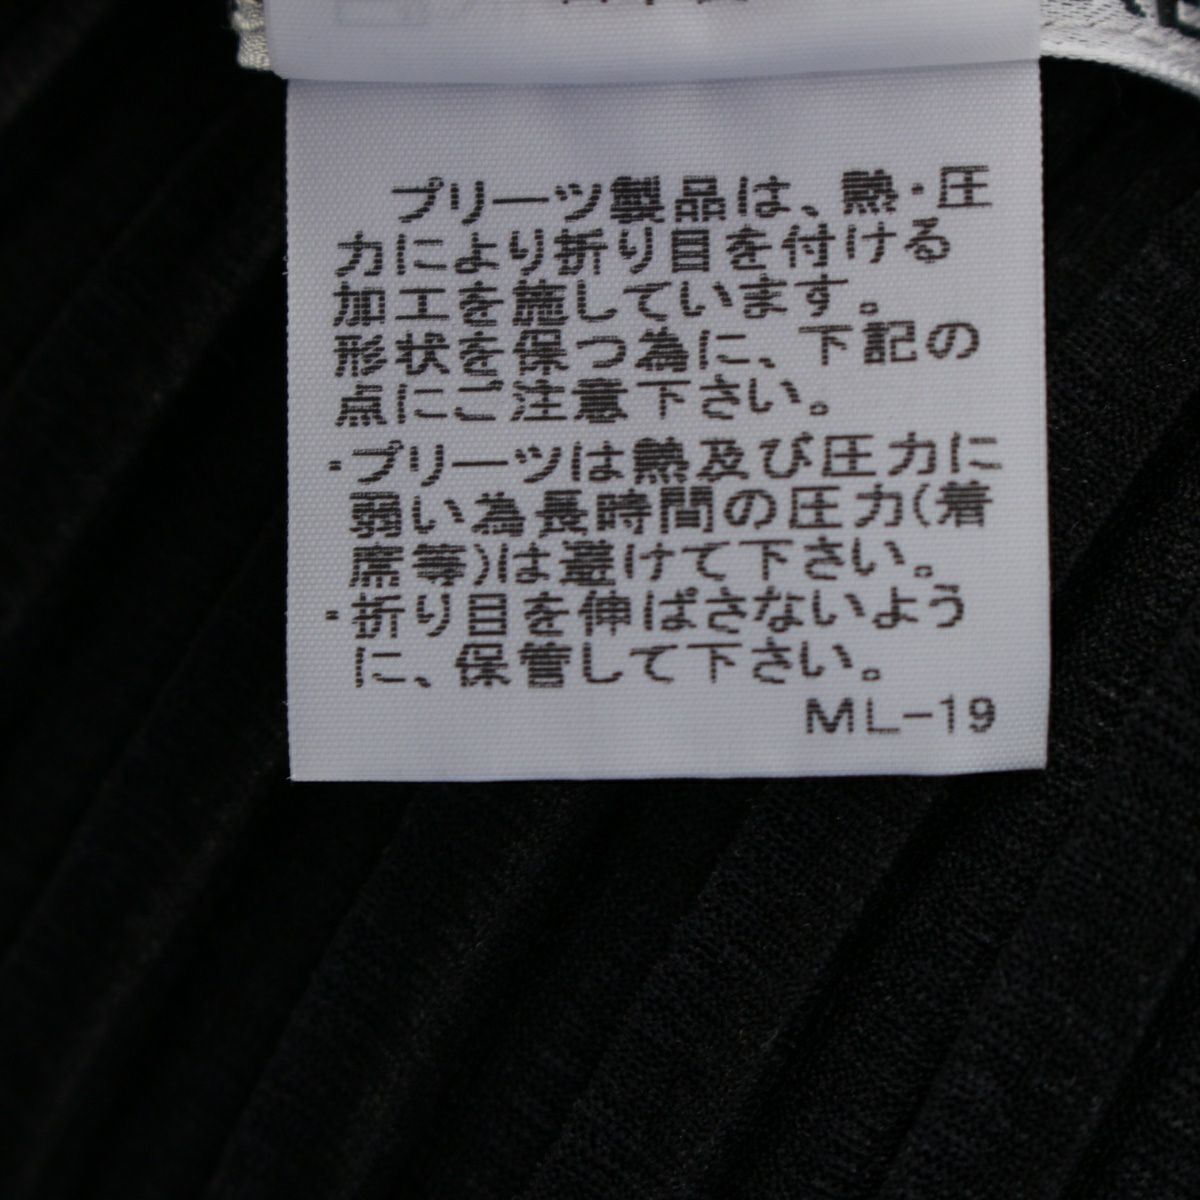 プリーツ製品は、熱・圧
力により折り目を付ける
加工を施しています。
形状を保つ為に、下記の
点にご注意下さい。
・プリーツは熱及び圧力に
弱い為長時間の圧力(着
席等)は避けて下さい。
・折り目を伸ばさないよう
に、保管して下さい。
ML-19